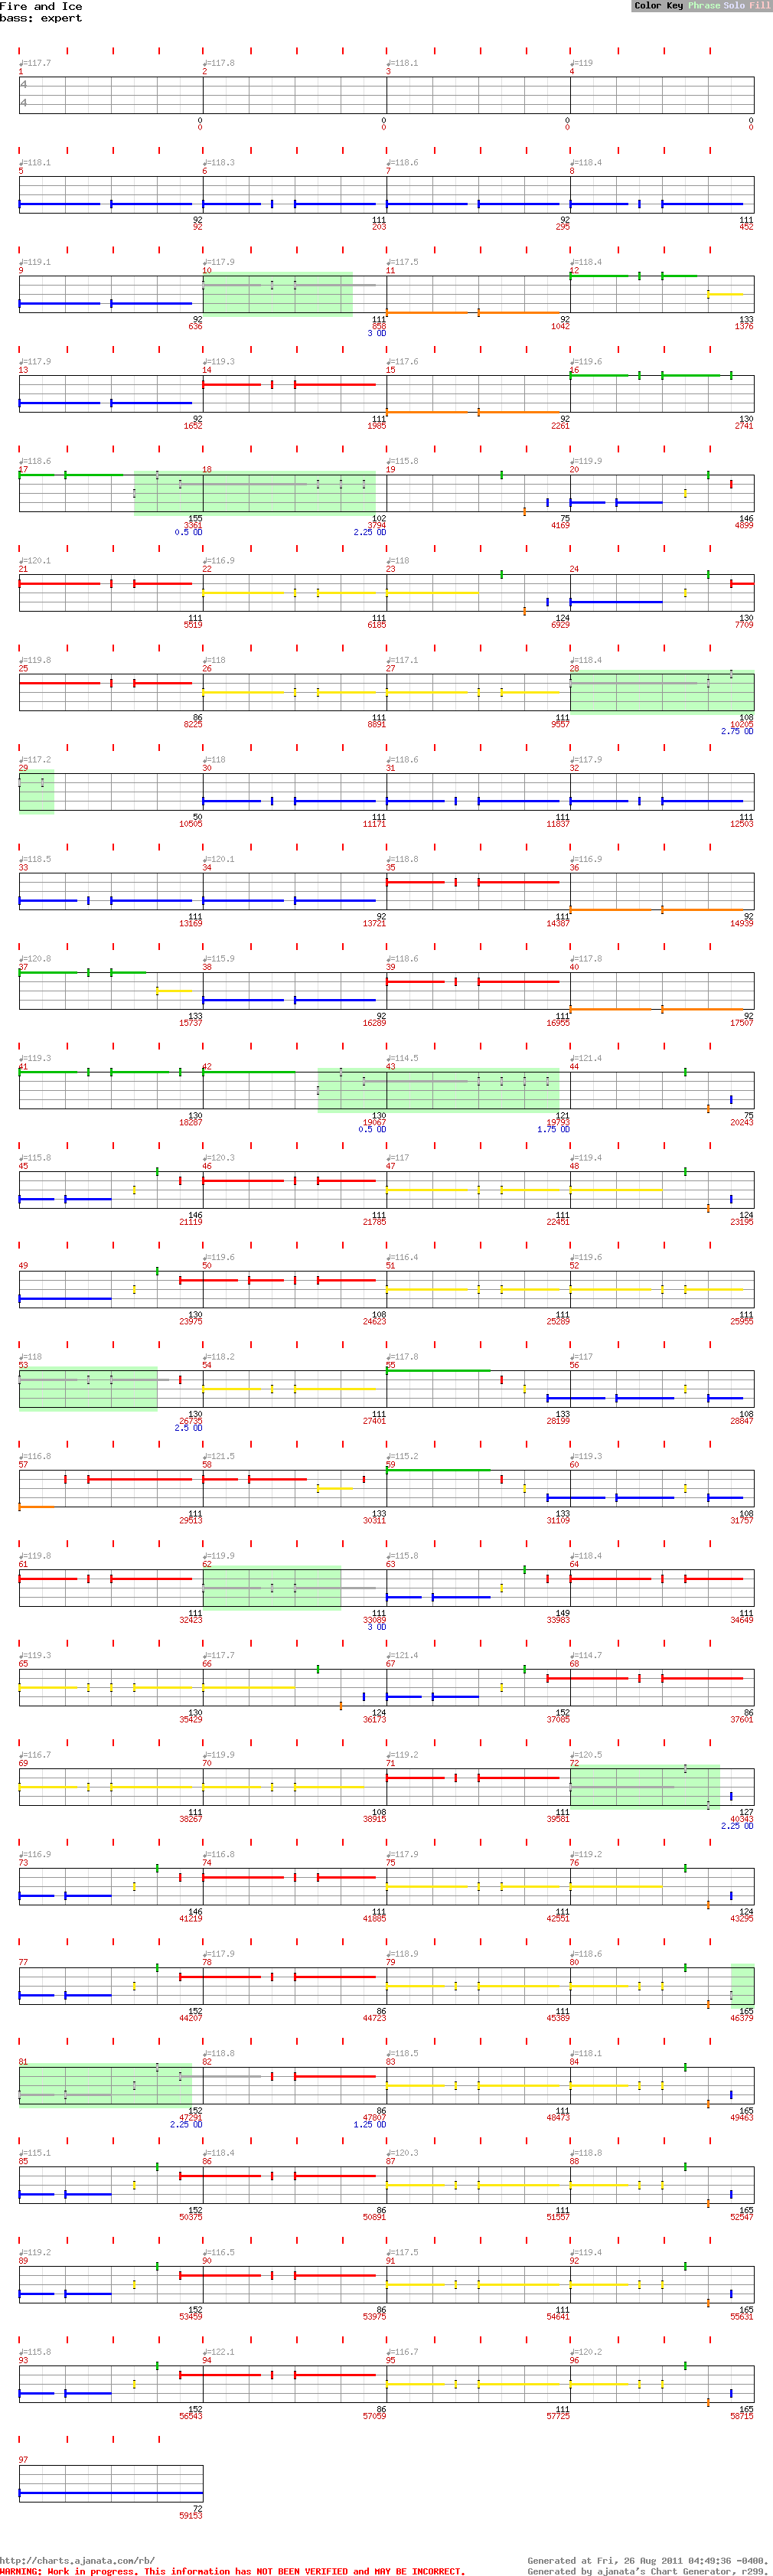 Fire and Ice
bass: expert
Color Key Phrase Solo Fill
♩=117.7 ♩=117.8 ♩=118.1 ♩=119
1 2 3 4
4
4
0 0 0 0
0 0 0 0
♩=118.1 ♩=118.3 ♩=118.6 ♩=118.4
5 6 7 8
92 111 92 111
92 203 295 452
♩=119.1 ♩=117.9 ♩=117.5 ♩=118.4
9 10 11 12
92 111 92 133
636 858 1042 1376
3 OD
♩=117.9 ♩=119.3 ♩=117.6 ♩=119.6
13 14 15 16
92 111 92 130
1652 1985 2261 2741
♩=118.6 ♩=115.8 ♩=119.9
17 18 19 20
155 102 75 146
3361 3794 4169 4899
0.5 OD 2.25 OD
♩=120.1 ♩=116.9 ♩=118
21 22 23 24
111 111 124 130
5519 6185 6929 7709
♩=119.8 ♩=118 ♩=117.1 ♩=118.4
25 26 27 28
86 111 111 108
8225 8891 9557 10205
2.75 OD
♩=117.2 ♩=118 ♩=118.6 ♩=117.9
29 30 31 32
50 111 111 111
10505 11171 11837 12503
♩=118.5 ♩=120.1 ♩=118.8 ♩=116.9
33 34 35 36
111 92 111 92
13169 13721 14387 14939
♩=120.8 ♩=115.9 ♩=118.6 ♩=117.8
37 38 39 40
133 92 111 92
15737 16289 16955 17507
♩=119.3 ♩=114.5 ♩=121.4
41 42 43 44
130 130 121 75
18287 19067 19793 20243
0.5 OD 1.75 OD
♩=115.8 ♩=120.3 ♩=117 ♩=119.4
45 46 47 48
146 111 111 124
21119 21785 22451 23195
♩=119.6 ♩=116.4 ♩=119.6
49 50 51 52
130 108 111 111
23975 24623 25289 25955
♩=118 ♩=118.2 ♩=117.8 ♩=117
53 54 55 56
130 111 133 108
26735 27401 28199 28847
2.5 OD
♩=116.8 ♩=121.5 ♩=115.2 ♩=119.3
57 58 59 60
111 133 133 108
29513 30311 31109 31757
♩=119.8 ♩=119.9 ♩=115.8 ♩=118.4
61 62 63 64
111 111 149 111
32423 33089 33983 34649
3 OD
♩=119.3 ♩=117.7 ♩=121.4 ♩=114.7
65 66 67 68
130 124 152 86
35429 36173 37085 37601
♩=116.7 ♩=119.9 ♩=119.2 ♩=120.5
69 70 71 72
111 108 111 127
38267 38915 39581 40343
2.25 OD
♩=116.9 ♩=116.8 ♩=117.9 ♩=119.2
73 74 75 76
146 111 111 124
41219 41885 42551 43295
♩=117.9 ♩=118.9 ♩=118.6
77 78 79 80
152 86 111 165
44207 44723 45389 46379
♩=118.8 ♩=118.5 ♩=118.1
81 82 83 84
152 86 111 165
47291 47807 48473 49463
2.25 OD 1.25 OD
♩=115.1 ♩=118.4 ♩=120.3 ♩=118.8
85 86 87 88
152 86 111 165
50375 50891 51557 52547
♩=119.2 ♩=116.5 ♩=117.5 ♩=119.4
89 90 91 92
152 86 111 165
53459 53975 54641 55631
♩=115.8 ♩=122.1 ♩=116.7 ♩=120.2
93 94 95 96
152 86 111 165
56543 57059 57725 58715
97
72
59153
http://charts.ajanata.com/rb/ Generated at Fri, 26 Aug 2011 04:49:36 -0400.
WARNING: Work in progress. This information has NOT BEEN VERIFIED and MAY BE INCORRECT. Generated by ajanata's Chart Generator, r299.